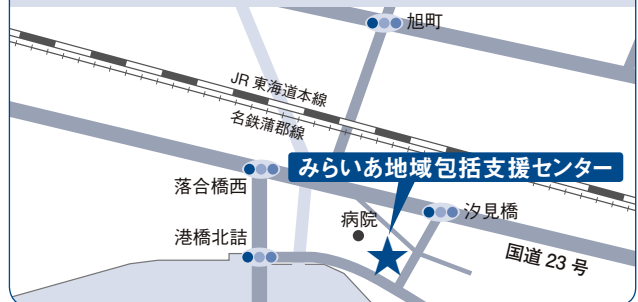 旭町
JR 東海道本線
名鉄蒲郡線
みらいあ地域包括支援センター
落合橋西
病院
汐見橋
港橋北詰
国道 23 号